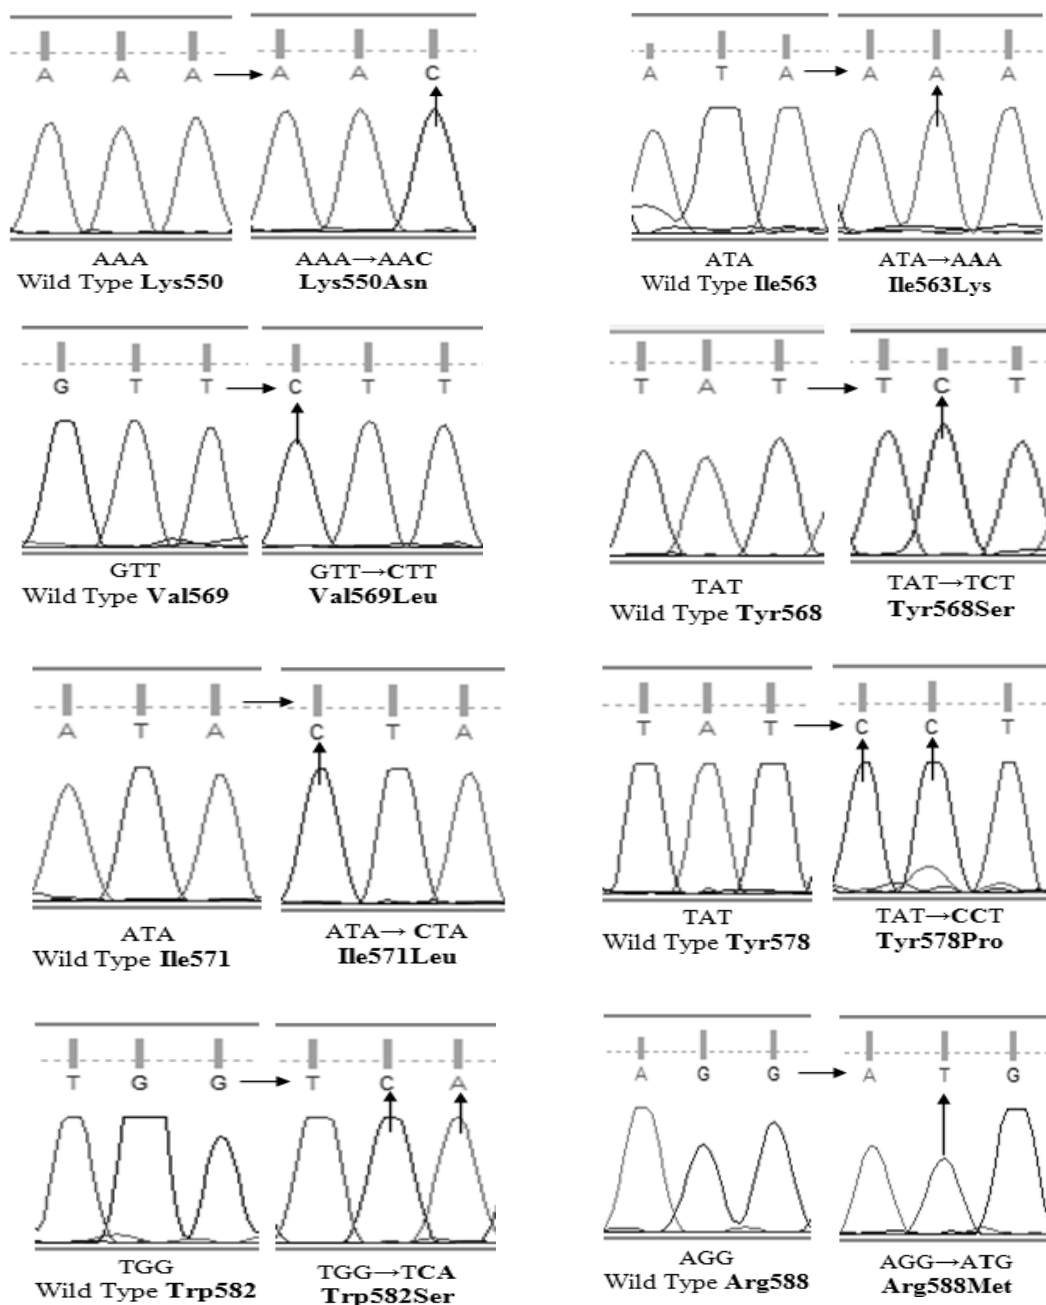 A A A → A A C
AAA
Wild Type Lys550
AAA→AAC
Lys550Asn
A T A → A A A
ATA
Wild Type Ile563
ATA→AAA
Ile563Lys
G T T → C T T
GTT
Wild Type Val569
GTT→CTT
Val569Leu
T A T → T C T
TAT
Wild Type Tyr568
TAT→TCT
Tyr568Ser
A T A → C T A
ATA
Wild Type Ile571
ATA→ CTA
Ile571Leu
T A T → C C T
TAT
Wild Type Tyr578
TAT→CCT
Tyr578Pro
T G G → T C A
TGG
Wild Type Trp582
TGG→TCA
Trp582Ser
A G G → A T G
AGG
Wild Type Arg588
AGG→ATG
Arg588Met